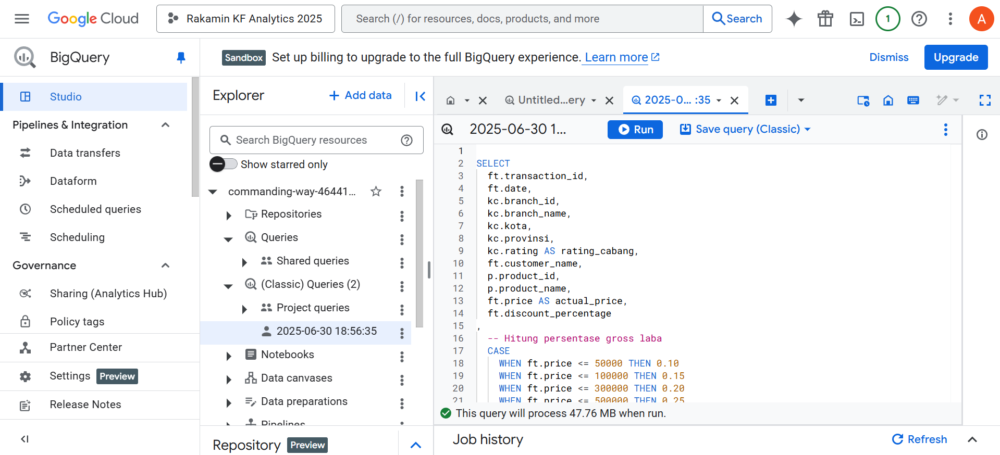 Google Cloud
Rakamin KF Analytics 2025
Search (/) for resources, docs, products, and more
Search
1
A
BigQuery
Sandbox Set up billing to upgrade to the full BigQuery experience. Learn more
Dismiss
Upgrade
Studio
Pipelines & Integration
Data transfers
Dataform
Scheduled queries
Scheduling
Governance
Sharing (Analytics Hub)
Policy tags
Partner Center
Settings Preview
Release Notes
Explorer
Add data
Search BigQuery resources
Show starred only
commanding-way-46441...
Repositories
Queries
Shared queries
(Classic) Queries (2)
Project queries
2025-06-30 18:56:35
Notebooks
Data canvases
Data preparations
Pipelines
Repository Preview
Untitled...ery
2025-0... :35
2025-06-30 1...
Run
Save query (Classic)
1
2 SELECT
3 ft.transaction_id,
4 ft.date,
5 kc.branch_id,
6 kc.branch_name,
7 kc.kota,
8 kc.provinsi,
9 kc.rating AS rating_cabang,
10 ft.customer_name,
11 p.product_id,
12 p.product_name,
13 ft.price AS actual_price,
14 ft.discount_percentage
15 ,
16 -- Hitung persentase gross laba
17 CASE
18 WHEN ft.price <= 50000 THEN 0.10
19 WHEN ft.price <= 100000 THEN 0.15
20 WHEN ft.price <= 300000 THEN 0.20
21 WHEN ft.price <= 500000 THEN 0.25
This query will process 47.76 MB when run.
Job history
Refresh